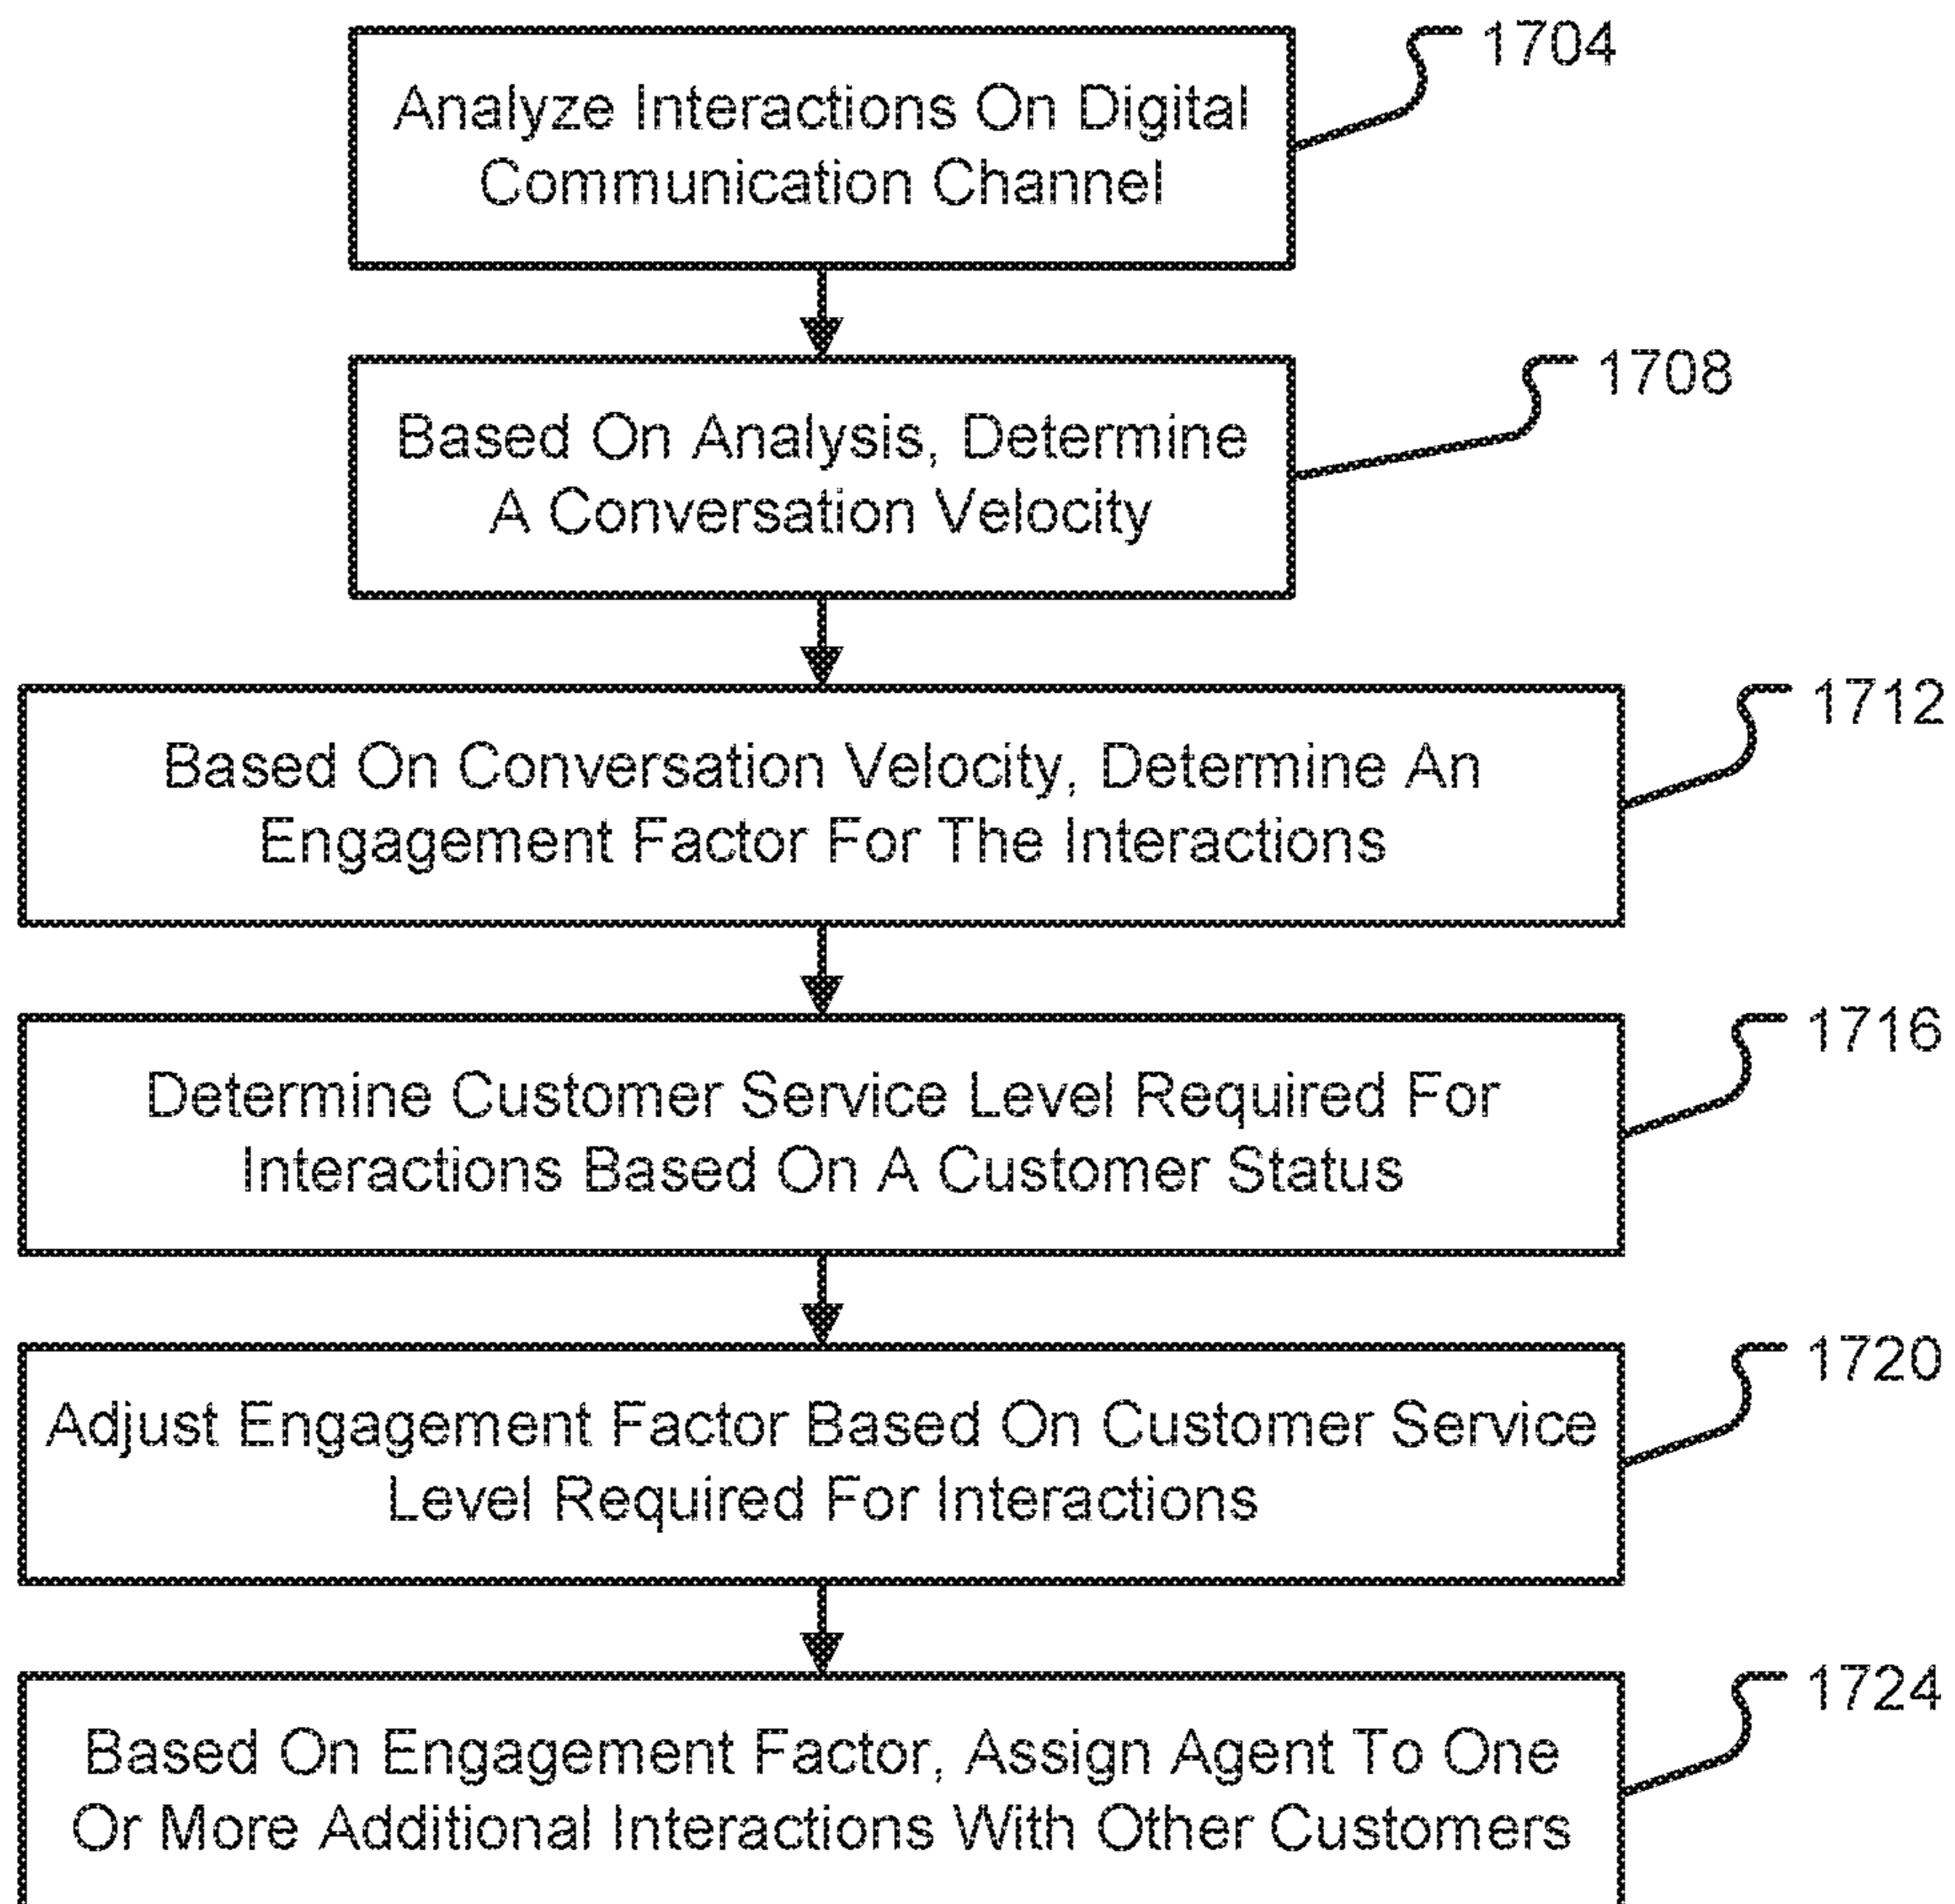 1704
Analyze Interactions On Digital
Communication Channel
1708
Based On Analysis, Determine
A Conversation Velocity
1712
Based On Conversation Velocity, Determine An
Engagement Factor For The Interactions
1716
Determine Customer Service Level Required For
Interactions Based On A Customer Status
1720
Adjust Engagement Factor Based On Customer Service
Level Required For Interactions
1724
Based On Engagement Factor, Assign Agent To One
Or More Additional Interactions With Other Customers